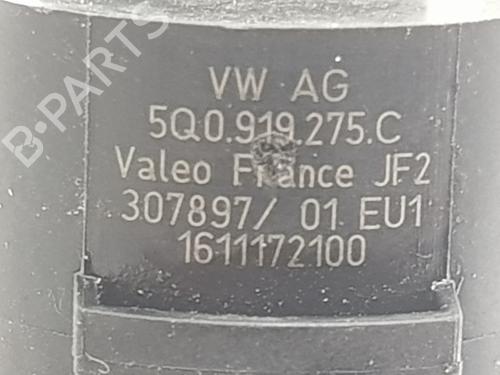 B-PARTS
VW AG
5Q0.919.275.C
Valeo France JF2
307897/ 01 EU1
1611172100